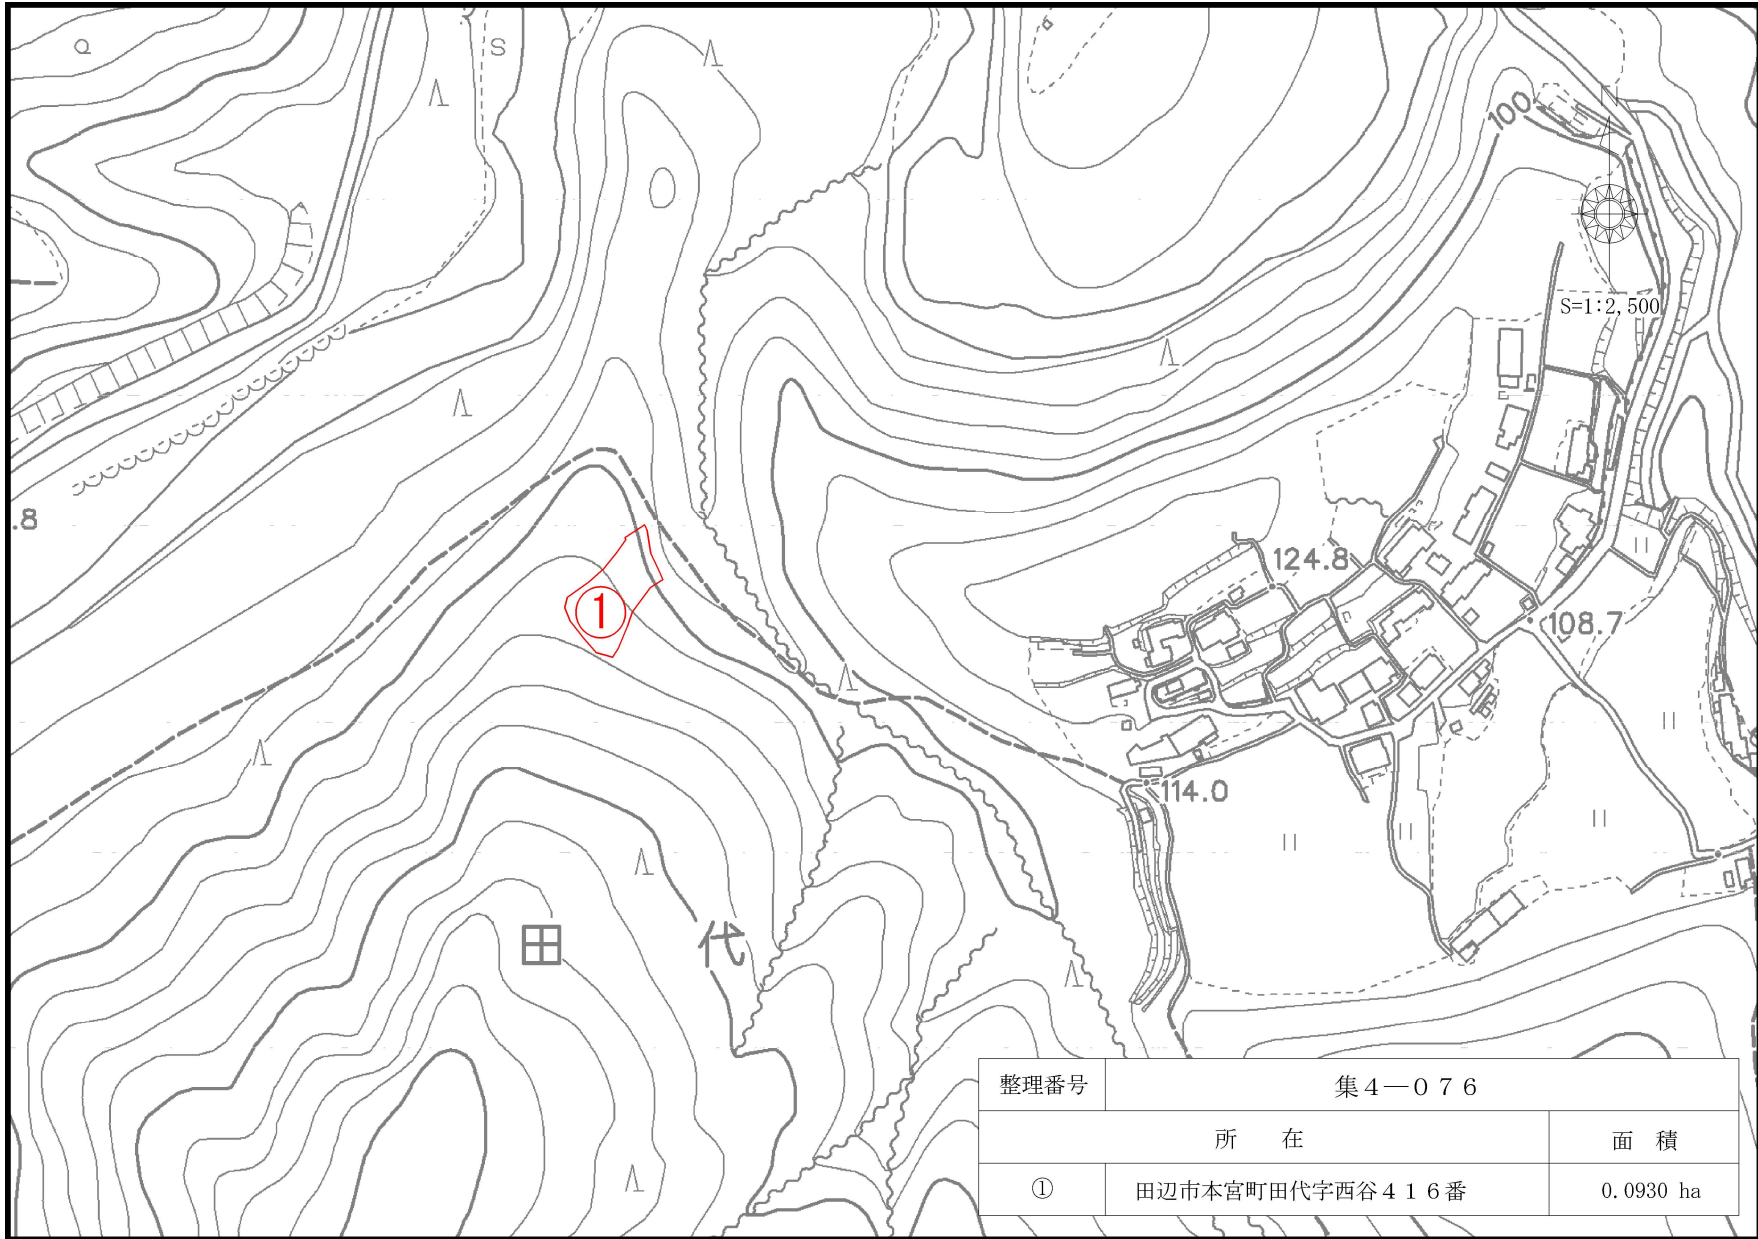 100
S=1:2,500
.8
124.8
①
108.7
114.0
田代
整理番号 集４―０７６
所 在 面 積
① 田辺市本宮町田代字西谷４１６番 0.0930 ha